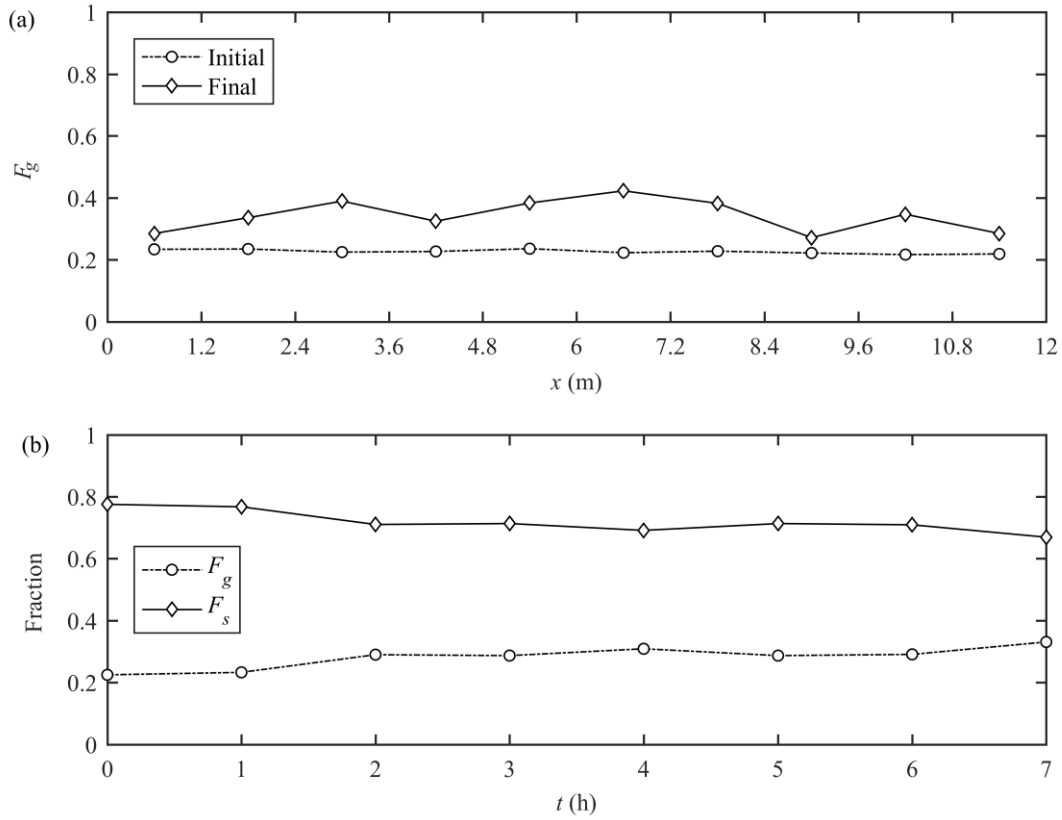 (a)
1
0.8
0.6
0.4
0.2
0
F_g
Initial
Final
0 1.2 2.4 3.6 4.8 6 7.2 8.4 9.6 10.8 12
x (m)
(b)
1
0.8
0.6
0.4
0.2
0
Fraction
F_g
F_s
0 1 2 3 4 5 6 7
t (h)